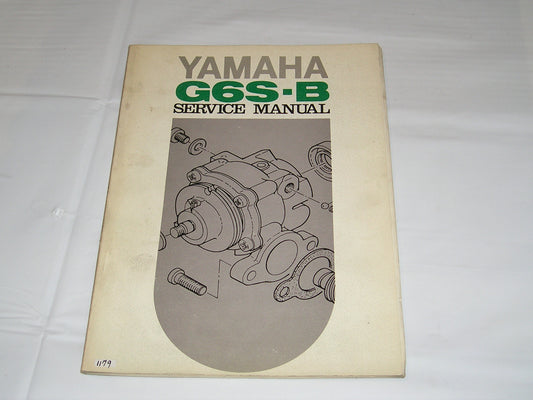 YAMAHA
G6S-B
SERVICE MANUAL
1179